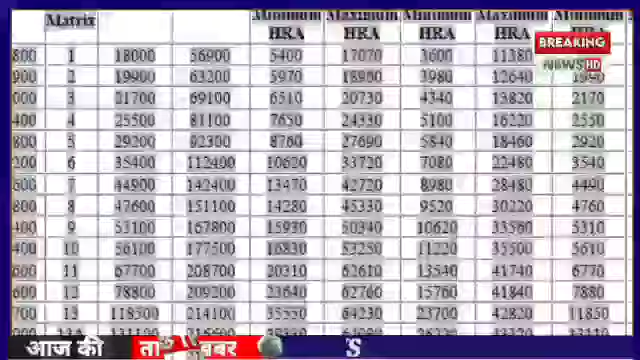 Minimum Maximum Minimum Maximum Minimum
Matrix HRA HRA HRA HRA
BREAKING
NEWS HD
800 1 18000 56900 5400 17070 3600 11380
900 2 19900 63200 5970 18960 3980 12640
000 3 21700 69100 6510 20730 4340 13820 2170
400 4 25500 81100 7650 24330 5100 16220 2550
800 5 29200 92300 8760 27690 5840 18460 2920
200 6 35400 112400 10620 33720 7080 22480 3540
600 7 44900 142400 13470 42720 8980 28480 4490
800 8 47600 151100 14280 45330 9520 30220 4760
400 9 53100 167800 15930 50340 10620 33560 5310
400 10 56100 177500 16830 53250 11220 35500 5610
600 11 67700 208700 20310 62610 13540 41740 6770
600 12 78800 209200 23640 62760 15760 41840 7880
700 13 118500 214100 35550 64230 23700 42820 11850
आज की
'S